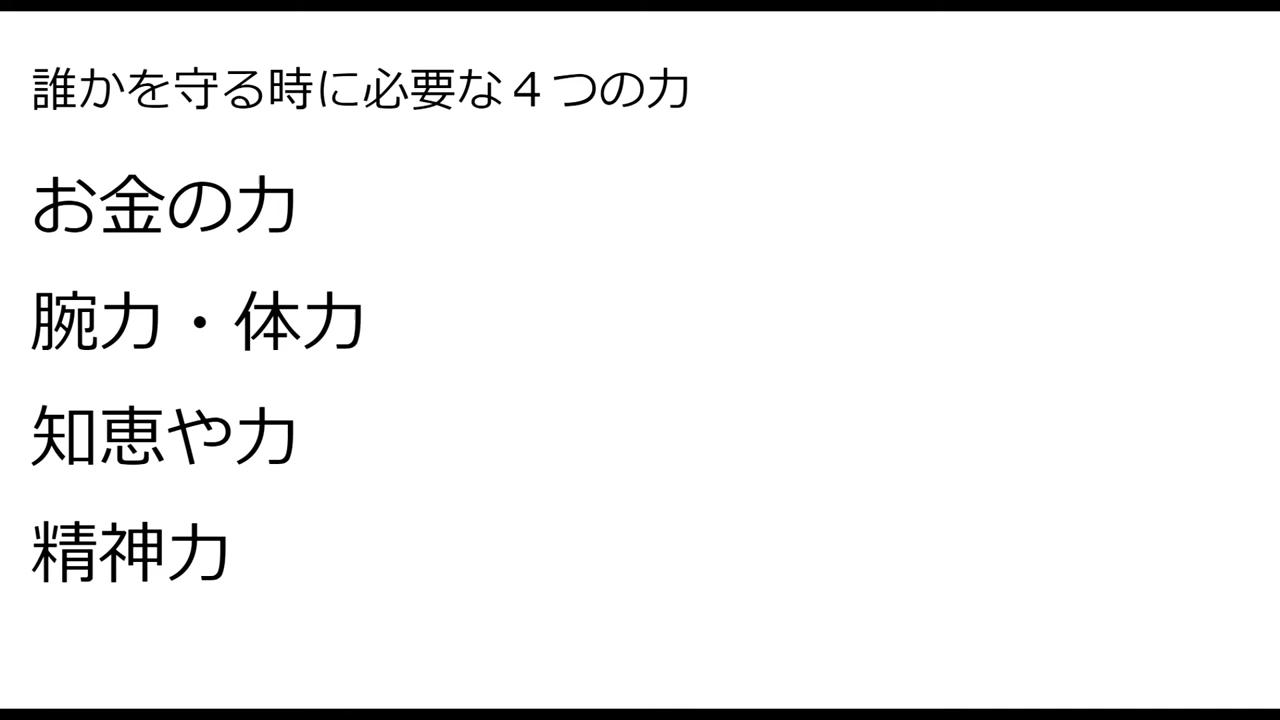 誰かを守る時に必要な４つの力
お金の力
腕力・体力
知恵や力
精神力